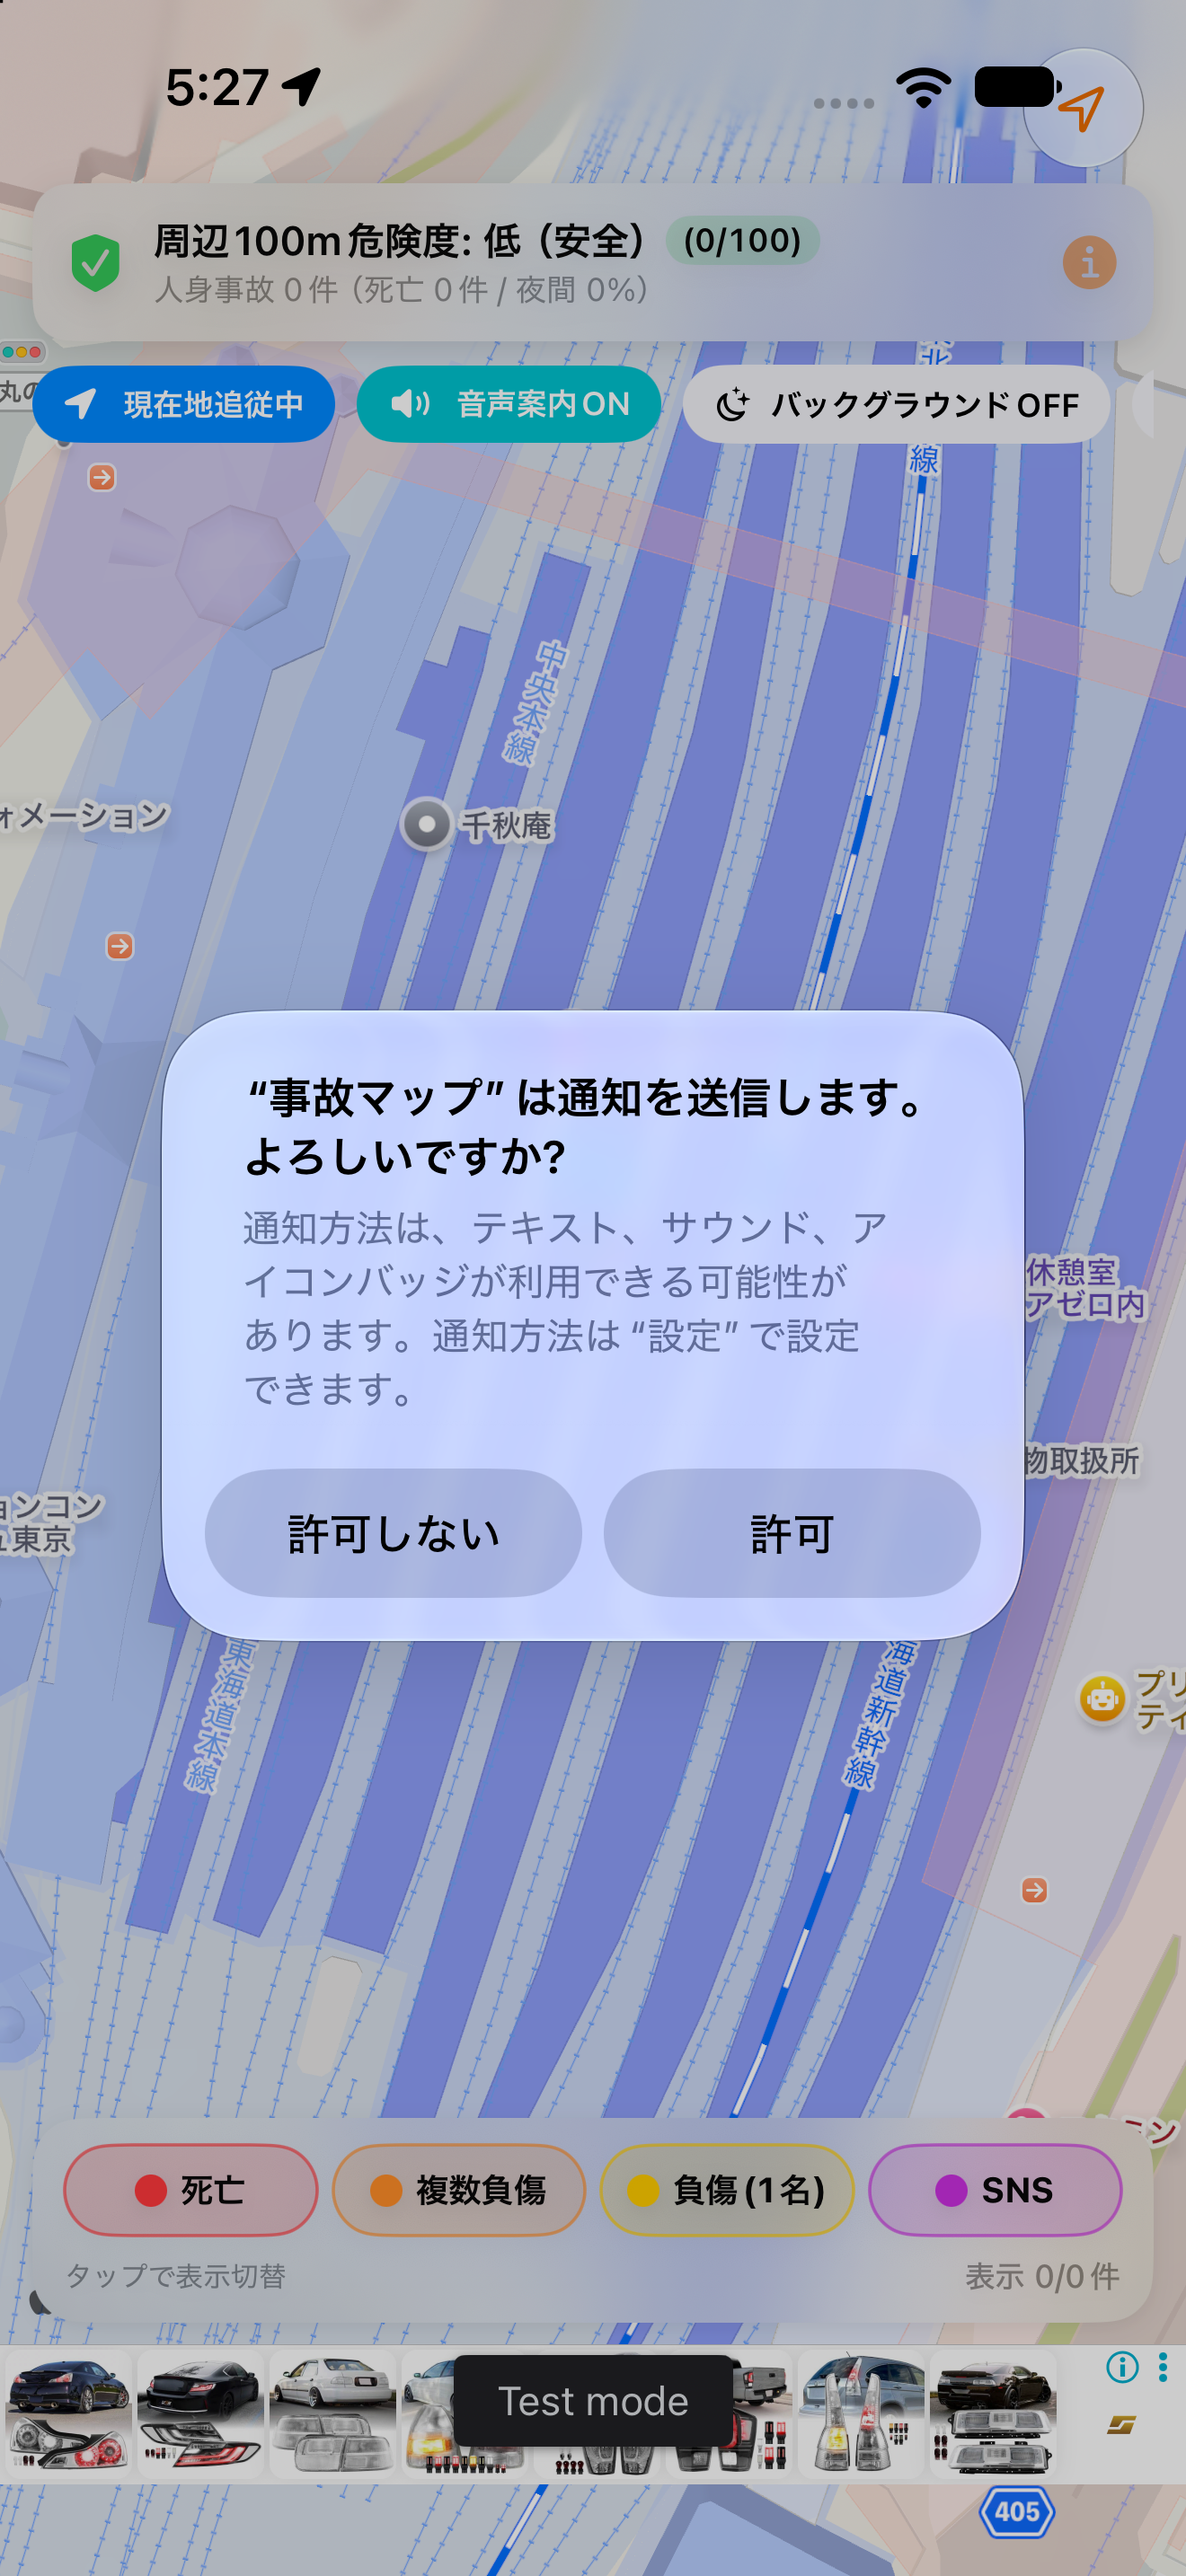 5:27
周辺100m危険度: 低（安全） (0/100)
人身事故 0件（死亡 0件 / 夜間 0%）
現在地追従中
音声案内ON
バックグラウンドOFF
線
中央本線
ォメーション
千秋庵
“事故マップ” は通知を送信します。
よろしいですか?
通知方法は、テキスト、サウンド、ア
イコンバッジが利用できる可能性が
あります。通知方法は “設定” で設定
できます。
許可しない
許可
休憩室
アゼロ内
物取扱所
ョンコン
東京
東海道本線
海道新幹線
プリ
ティ
死亡
複数負傷
負傷(1名)
SNS
タップで表示切替
表示 0/0件
Test mode
405